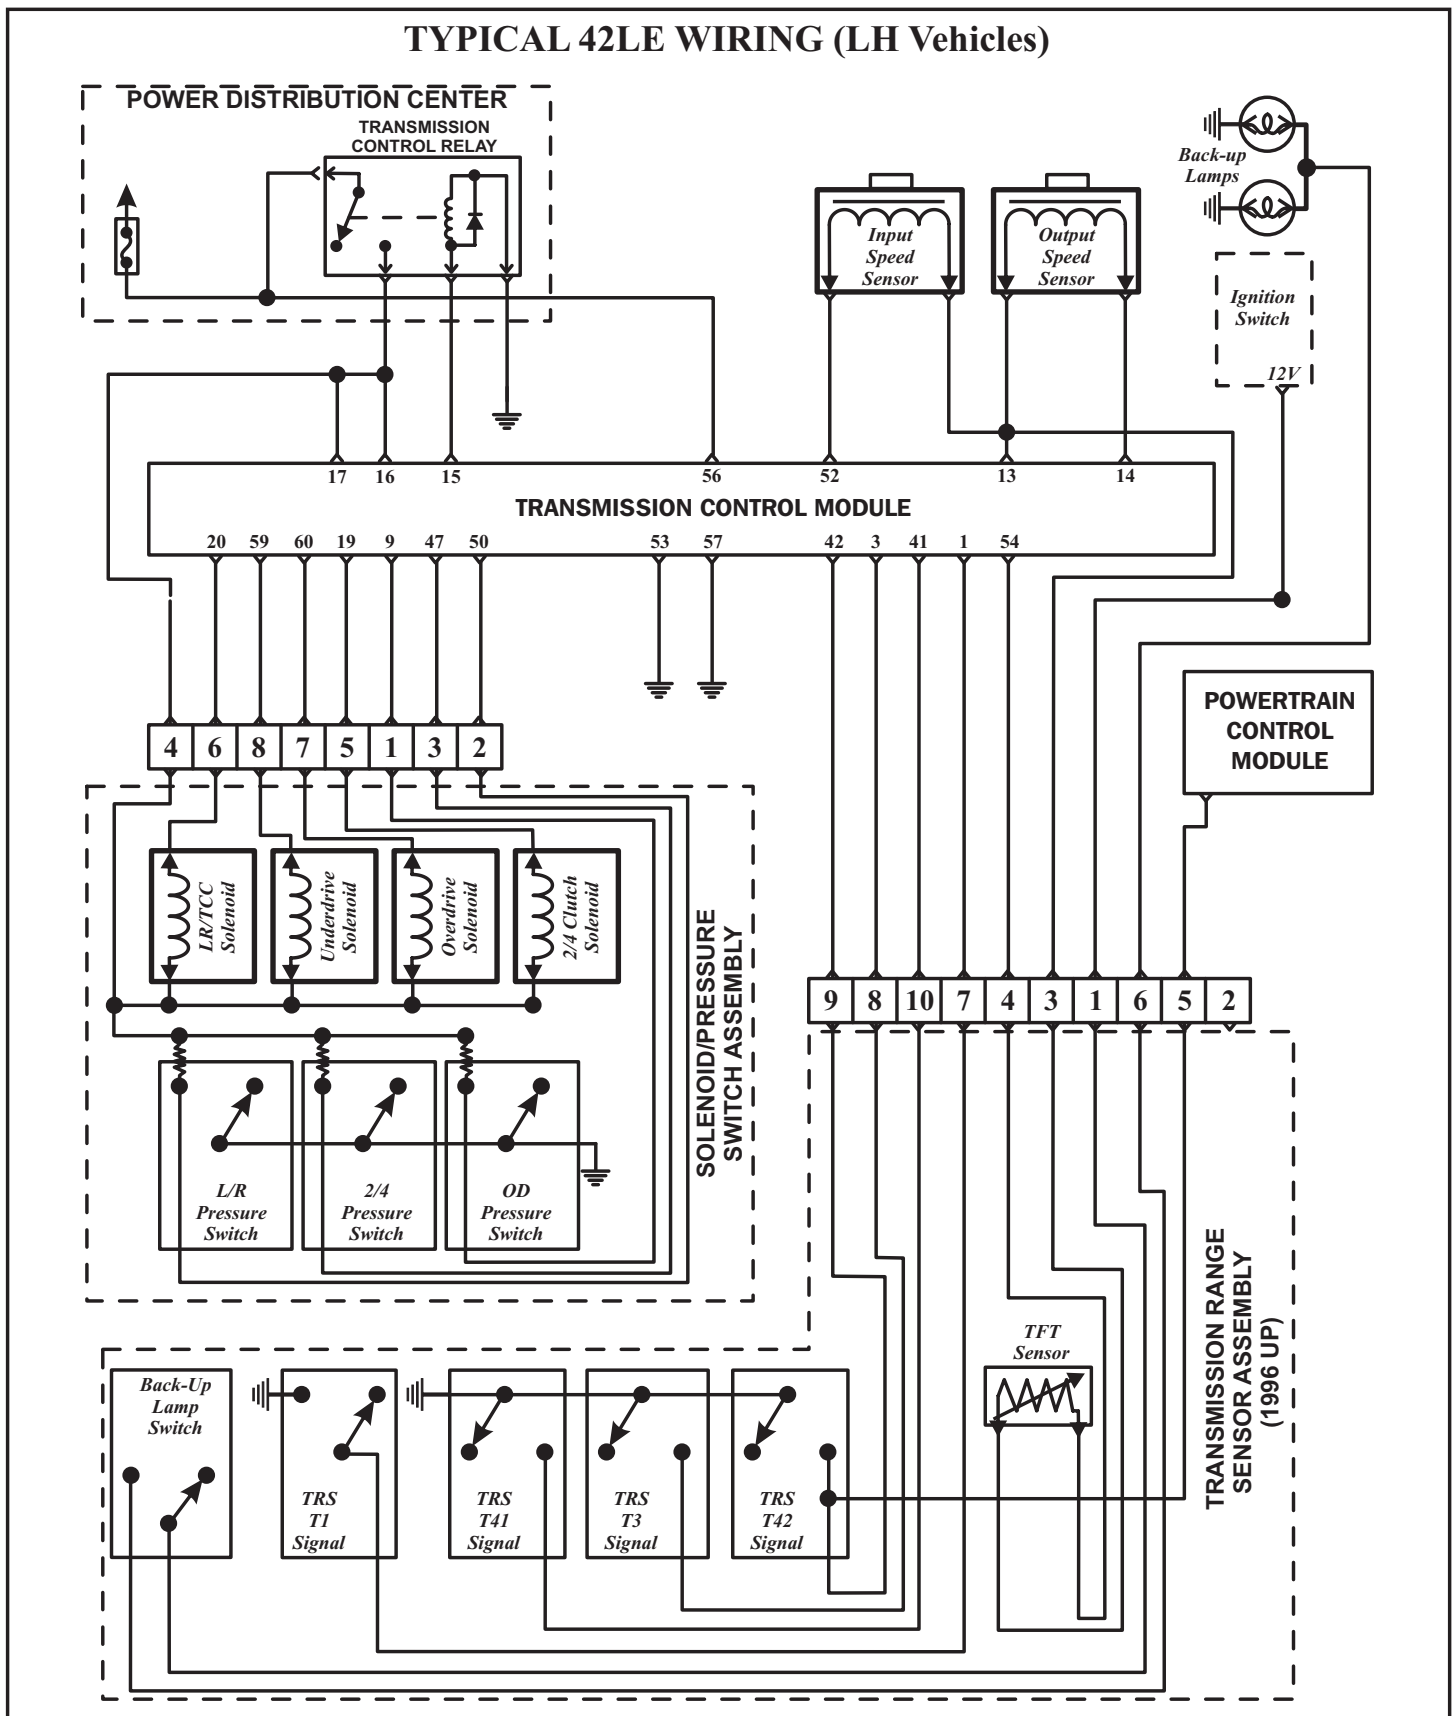 TYPICAL 42LE WIRING (LH Vehicles)
POWER DISTRIBUTION CENTER
TRANSMISSION
CONTROL RELAY
Back-up
Lamps
Input
Speed
Sensor
Output
Speed
Sensor
Ignition
Switch
12V
17 16 15 56 52 13 14
TRANSMISSION CONTROL MODULE
20 59 60 19 9 47 50 53 57 42 3 41 1 54
POWERTRAIN
CONTROL
MODULE
4 6 8 7 5 1 3 2
LR/TCC
Solenoid
Underdrive
Solenoid
Overdrive
Solenoid
2/4 Clutch
Solenoid
SOLENOID/PRESSURE
SWITCH ASSEMBLY
9 8 10 7 4 3 1 6 5 2
L/R
Pressure
Switch
2/4
Pressure
Switch
OD
Pressure
Switch
TRANSMISSION RANGE
SENSOR ASSEMBLY
(1996 UP)
TFT
Sensor
Back-Up
Lamp
Switch
TRS
T1
Signal
TRS
T41
Signal
TRS
T3
Signal
TRS
T42
Signal